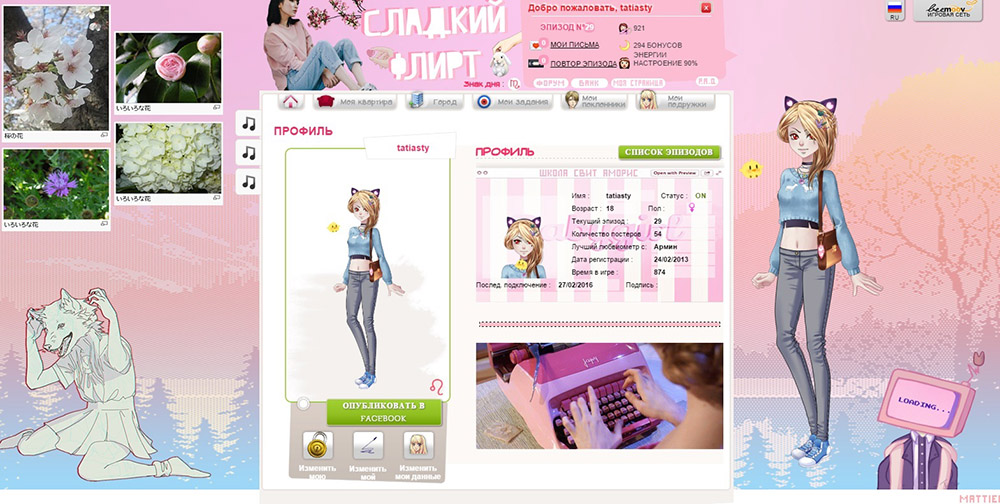 桜の花
いろいろな花
いろいろな花
いろいろな花
СЛАДКИЙ
ФЛИРТ
Знак дня :
Добро пожаловать, tatiasty
ЭПИЗОД №29
921
0
МОИ ПИСЬМА
294 БОНУСОВ
ЭНЕРГИИ
0
ПОВТОР ЭПИЗОДА
НАСТРОЕНИЕ 90%
ФОРУМ
БАНК
МОЯ СТРАНИЦА
F.A.Q
RU
beemoov
ИГРОВАЯ СЕТЬ
Моя квартира
Город
Мои задания
Мои
поклонники
Мои
подружки
ПРОФИЛЬ
tatiasty
ОПУБЛИКОВАТЬ В
FACEBOOK
Изменить
мою
Изменить
мой
Изменить
мои данные
ПРОФИЛЬ
СПИСОК ЭПИЗОДОВ
ШКОЛА СВИТ АМОРИС
Open with Preview
Имя : tatiasty
Статус : ON
Возраст : 18
Пол :
Текущий эпизод : 29
Количество постеров 54
Лучший любвеометр с: Армин
Дата регистрации : 24/02/2013
Время в игре : 874
Послед. подключение : 27/02/2016
Подпись :
LOADING...